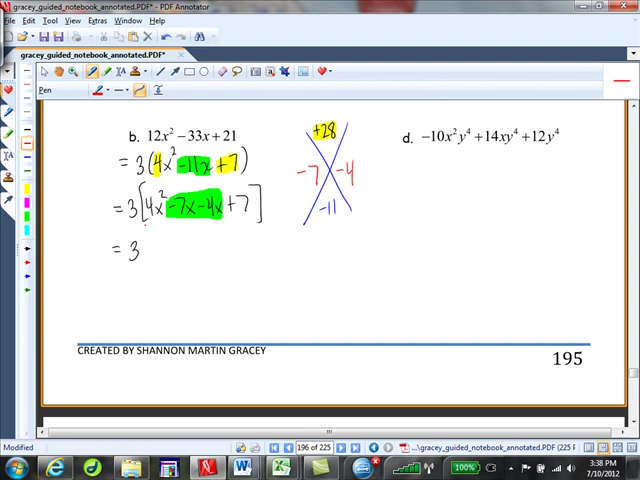 gracey_guided_notebook_annotated.PDF* - PDF Annotator
File Edit Tool View Extras Window Help
gracey_guided_notebook_annotated.PDF*
Pen
b. 12x² − 33x + 21
= 3(4x² −11x +7)
= 3[4x² −7x −4x +7]
= 3
+28
−7 −4
−11
d. −10x²y⁴ + 14xy⁴ + 12y⁴
CREATED BY SHANNON MARTIN GRACEY
195
Modified
196 of 225
...gracey_guided_notebook_annotated.PDF (225 P
100%
3:38 PM
7/10/2012